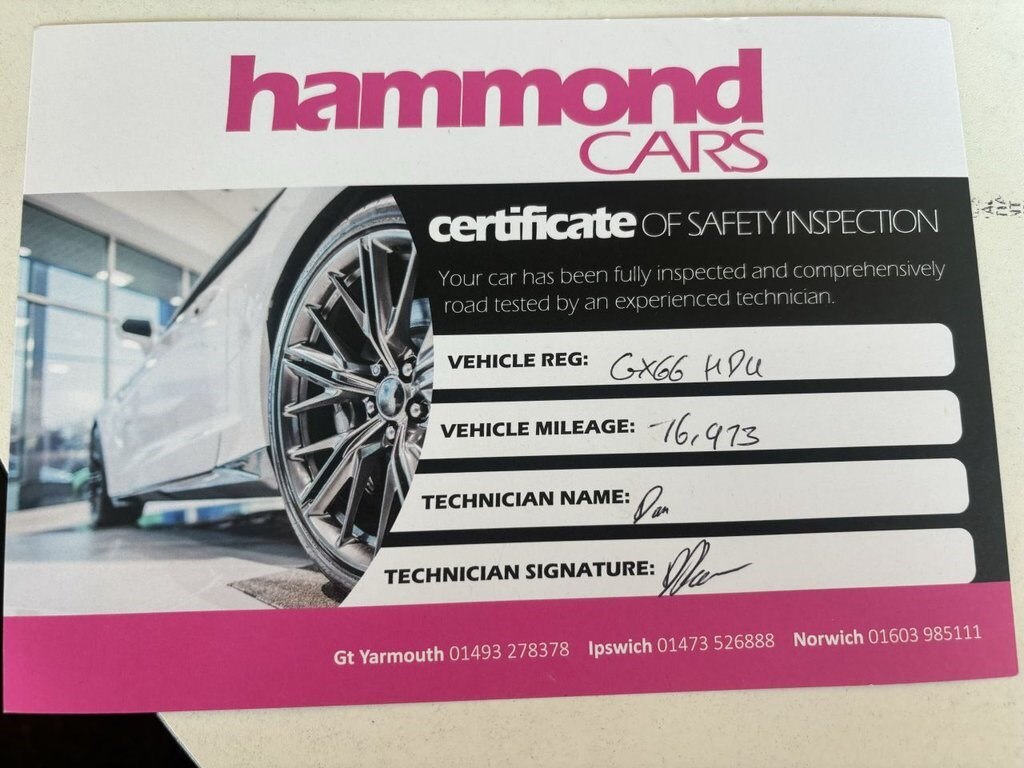 hammond
CARS
certificate OF SAFETY INSPECTION
Your car has been fully inspected and comprehensively
road tested by an experienced technician.
VEHICLE REG: GX66 HDU
VEHICLE MILEAGE: 76,973
TECHNICIAN NAME: Dan
TECHNICIAN SIGNATURE:
Gt Yarmouth 01493 278378 Ipswich 01473 526888 Norwich 01603 985111